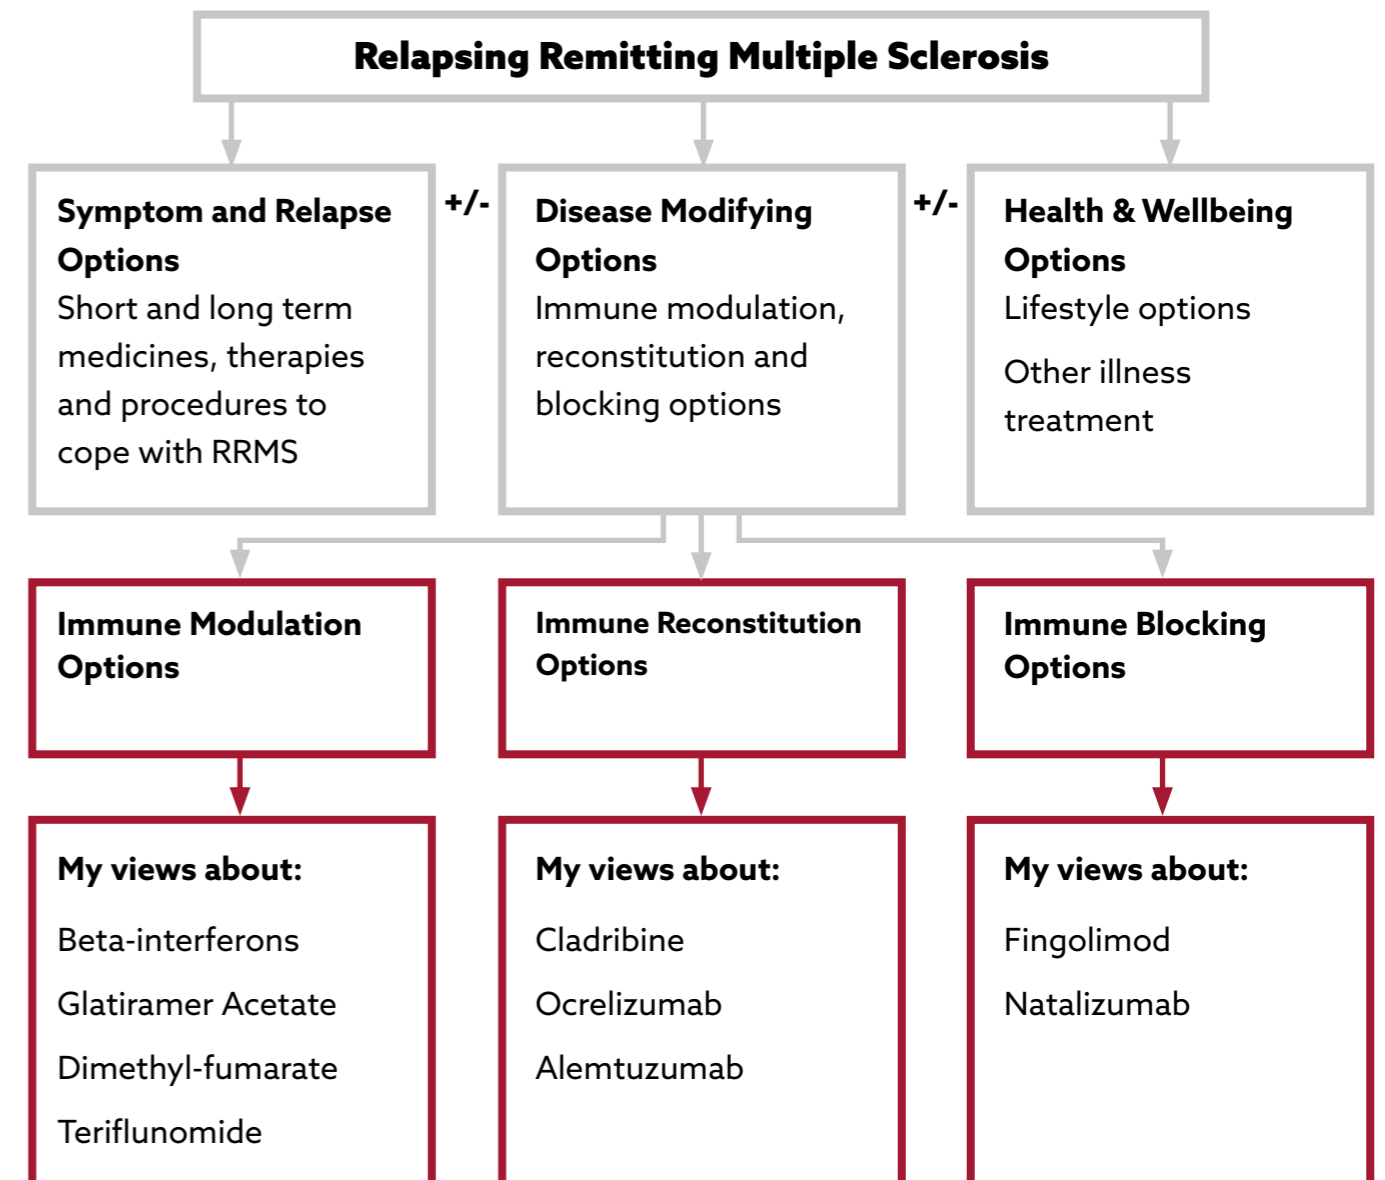 Relapsing Remitting Multiple Sclerosis
Symptom and Relapse
Options
Short and long term
medicines, therapies
and procedures to
cope with RRMS
+/-
Disease Modifying
Options
Immune modulation,
reconstitution and
blocking options
+/-
Health & Wellbeing
Options
Lifestyle options
Other illness
treatment
Immune Modulation
Options
Immune Reconstitution
Options
Immune Blocking
Options
My views about:
Beta-interferons
Glatiramer Acetate
Dimethyl-fumarate
Teriflunomide
My views about:
Cladribine
Ocrelizumab
Alemtuzumab
My views about:
Fingolimod
Natalizumab